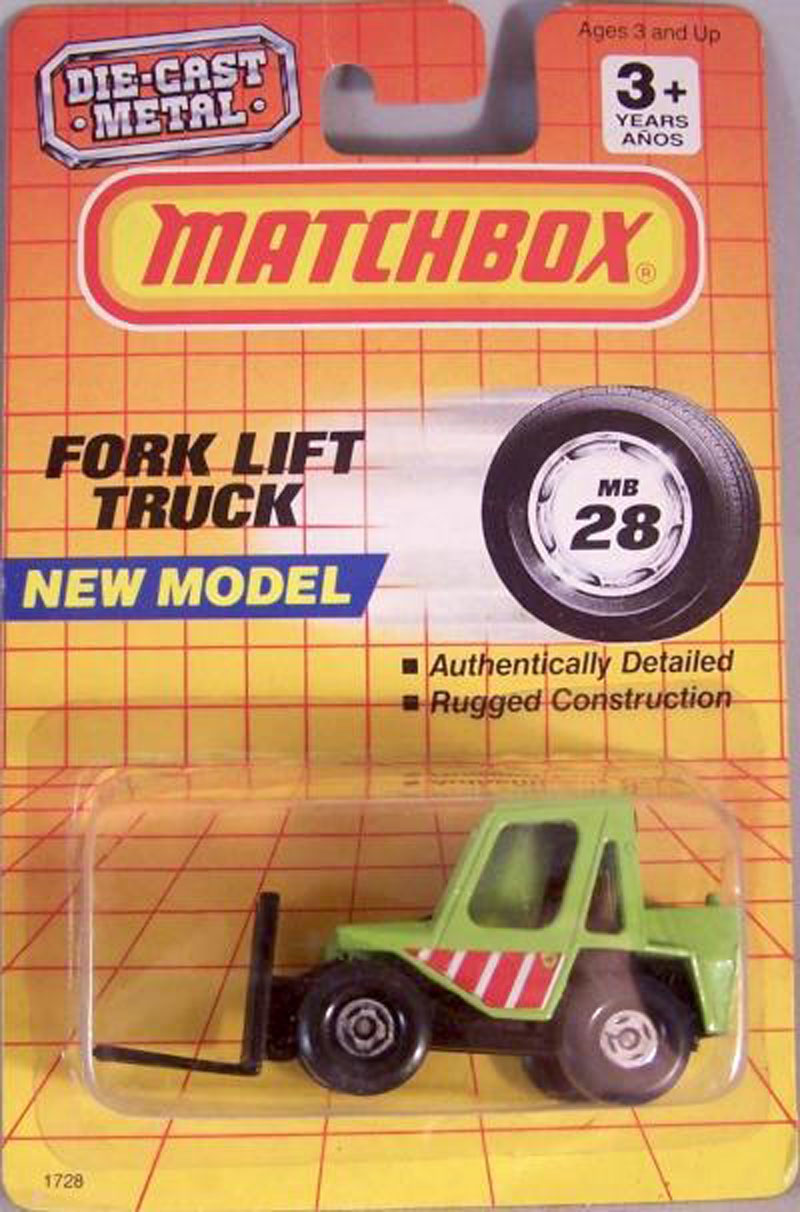 DIE-CAST
METAL
Ages 3 and Up
3+
YEARS
AÑOS
MATCHBOX®
FORK LIFT
TRUCK
MB
28
NEW MODEL
■ Authentically Detailed
■ Rugged Construction
1728